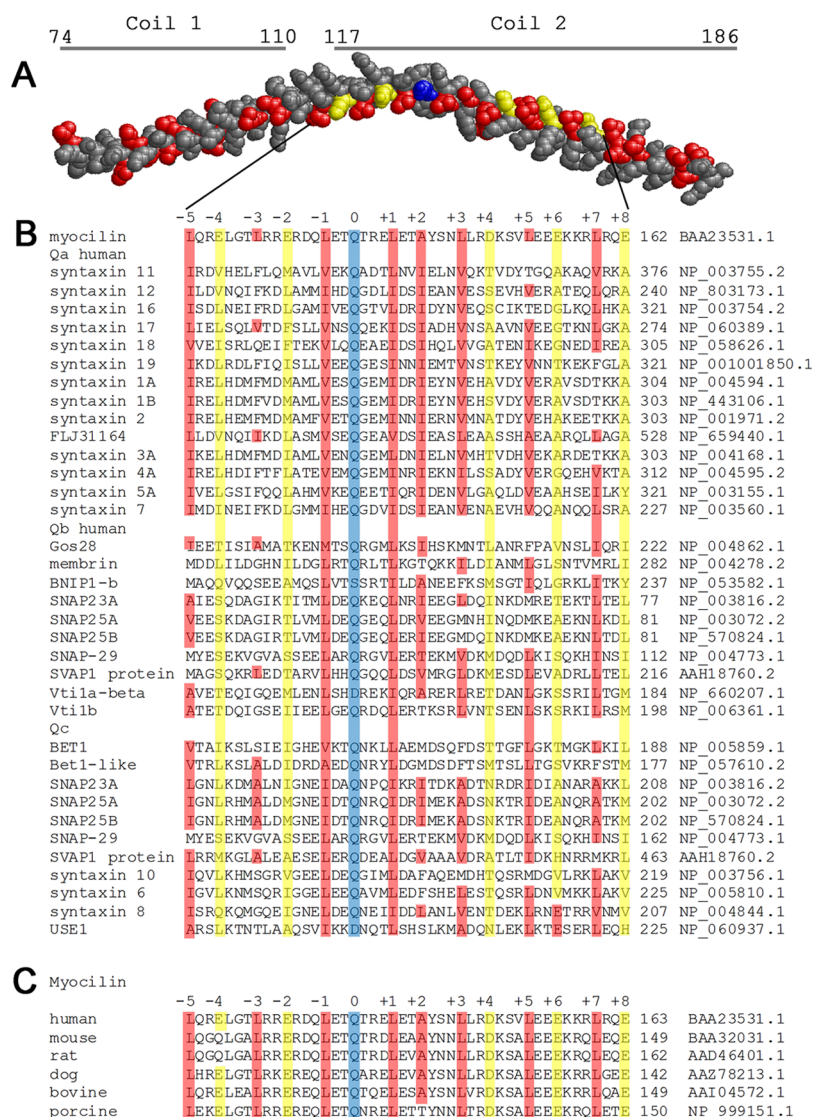 Coil 1 Coil 2
74 110 117 186
A
-5 -4 -3 -2 -1 0 +1 +2 +3 +4 +5 +6 +7 +8
B
myocilin LQRELGTLRRERDQLETQTRELETAYSNLLRDKSVLEEEKKRLRQE 162 BAA23531.1
Qa human
syntaxin 11 IRDVHELFLQMAVLVEKQADTLNVIELNVQKTVDYTGQAKAQVRKA 376 NP_003755.2
syntaxin 12 ILDVNQIFKDLAMMIHDQGDLIDSIEANVESSEVHVERATEQLQRA 240 NP_803173.1
syntaxin 16 ISDLNEIFRDLGAMIVEQGTVLDRIDYNVEQSCIKTEDGLKQLHKA 321 NP_003754.2
syntaxin 17 LIELSQLVTDFSLLVNSQQEKIDSIADHVNSAAVNVEEGTKNLGKA 274 NP_060389.1
syntaxin 18 VVEISRLQEIFTEKVLQQEAEIDSIHQLVVGATENIKEGNEDIREA 305 NP_058626.1
syntaxin 19 IKDLRDLFIQISLLVEEQGESINNIEMTVNSTKEYVNNTKEKFGLA 321 NP_001001850.1
syntaxin 1A IRELHDMFMDMAMLVESQGEMIDRIEYNVEHAVDYVERAVSDTKKA 304 NP_004594.1
syntaxin 1B IRELHDMFVDMAMLVESQGEMIDRIEYNVEHSVDYVERAVSDTKKA 303 NP_443106.1
syntaxin 2 IRELHEMFMDMAMFVETQGEMINNIERNVMNATDYVEHAKEETKKA 303 NP_001971.2
FLJ31164 LLDVNQIIKDLASMVSEQGEAVDSIEASLEAASSHAEAARQLLAGA 528 NP_659440.1
syntaxin 3A IKELHDMFMDIAMLVENQGEMLDNIELNVMHTVDHVEKARDETKKA 303 NP_004168.1
syntaxin 4A IRELHDIFTFLATEVEMQGEMINRIEKNILSSADYVERGQEHVKTA 312 NP_004595.2
syntaxin 5A IVELGSIFQQLAHMVKEQEETIQRIDENVLGAQLDVEAAHSEILKY 321 NP_003155.1
syntaxin 7 IMDINEIFKDLGMMIHEQGDVIDSIEANVENAEVHVQQANQQLSRA 227 NP_003560.1
Qb human
Gos28 IEETISIAMATKENMTSQRGMLKSIHSKMNTLANRFPAVNSLIQRI 222 NP_004862.1
membrin MDDLILDGHNILDGLRTQRLTLKGTQKKILDIANMLGLSNTVMRLI 282 NP_004278.2
BNIP1-b MAQQVQQSEEAMQSLVTSSRTILDANEEFKSMSGTIQLGRKLITKY 237 NP_053582.1
SNAP23A AIESQDAGIKTITMLDEQKEQLNRIEEGLDQINKDMRETEKTLTEL 77 NP_003816.2
SNAP25A VEESKDAGIRTLVMLDEQGEQLDRVEEGMNHINQDMKEAEKNLKDL 81 NP_003072.2
SNAP25B VEESKDAGIRTLVMLDEQGEQLERIEEGMDQINKDMKEAEKNLTDL 81 NP_570824.1
SNAP-29 MYESEKVGVASSEELARQRGVLERTEKMVDKMDQDLKISQKHINSI 112 NP_004773.1
SVAP1 protein MAGSQKRLEDTARVLHHQGQQLDSVMRGLDKMESDLEVADRLLTEL 216 AAH18760.2
Vti1a-beta AVETEQIGQEMLENLSHDREKIQRARERLRETDANLGKSSRILTGM 184 NP_660207.1
Vti1b ATETDQIGSEIIEELGEQRDQLERTKSRLVNTSENLSKSRKILRSM 198 NP_006361.1
Qc
BET1 VTAIKSLSIEIGHEVKTQNKLLAEMDSQFDSTTGFLGKTMGKLKIL 188 NP_005859.1
Bet1-like VTRLKSLALDIDRDAEDQNRYLDGMDSDFTSMTSLLTGSVKRFSTM 177 NP_057610.2
SNAP23A LGNLKDMALNIGNEIDAQNPQIKRITDKADTNRDRIDIANARAKKL 208 NP_003816.2
SNAP25A IGNLRHMALDMGNEIDTQNRQIDRIMEKADSNKTRIDEANQRATKM 202 NP_003072.2
SNAP25B IGNLRHMALDMGNEIDTQNRQIDRIMEKADSNKTRIDEANQRATKM 202 NP_570824.1
SNAP-29 MYESEKVGVASSEELARQRGVLERTEKMVDKMDQDLKISQKHINSI 162 NP_004773.1
SVAP1 protein LRRMKGLALEAESELERQDEALDGVAAAVDRATLTIDKHNRRMKRL 463 AAH18760.2
syntaxin 10 IQVLKHMSGRVGEELDEQGIMLDAFAQEMDHTQSRMDGVLRKLAKV 219 NP_003756.1
syntaxin 6 IGVLKNMSQRIGGELEEQAVMLEDFSHELESTQSRLDNVMKKLAKV 225 NP_005810.1
syntaxin 8 ISRQKQMGQEIGNELDEQNEIIDDLANLVENTDEKLRNETRRVNMV 207 NP_004844.1
USE1 ARSLKTNTLAAQSVIKKDNQTLSHSLKMADQNLEKLKTESERLEQH 225 NP_060937.1
C Myocilin
-5 -4 -3 -2 -1 0 +1 +2 +3 +4 +5 +6 +7 +8
human LQRELGTLRRERDQLETQTRELETAYSNLLRDKSVLEEEKKRLRQE 163 BAA23531.1
mouse LQGQLGALRRERDQLETQTRDLEAAYNNLLRDKSALEEEKRQLEQE 149 BAA32031.1
rat LQGQLGALRRERDQLETQTRDLEVAYNNLLRDKSALEEEKRQLEQE 162 AAD46401.1
dog LHRELGTLRKERDQLETQARELEAAYSNLLRDKSALEEEKRRLGEE 142 AAZ78213.1
bovine LQRELEALRRERDQLETQTQELESAYSNLVRDKSALEEEKRRLGEE 149 AAI04572.1
porcine LEKELGTLRRERDQLETQNRELETTYNNLLRDKSALEEEKRRLTE 150 NP_999151.1